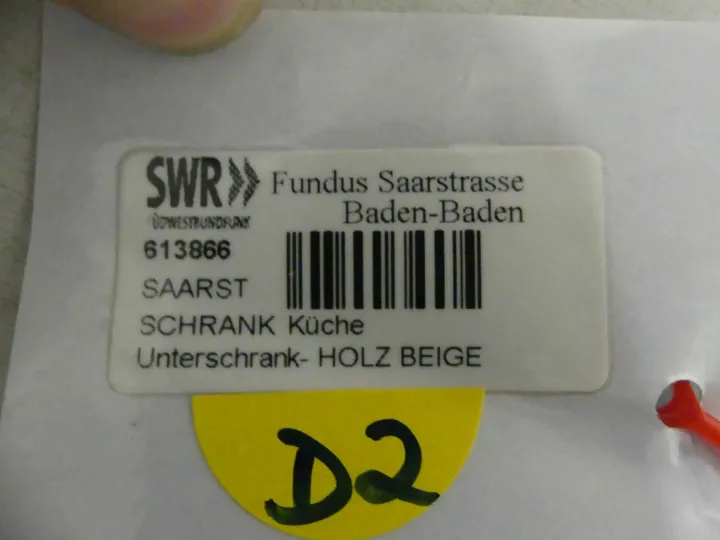 SWR» Fundus Saarstrasse
SÜDWESTRUNDFUNK Baden-Baden
613866
SAARST
SCHRANK Küche
Unterschrank- HOLZ BEIGE
D2